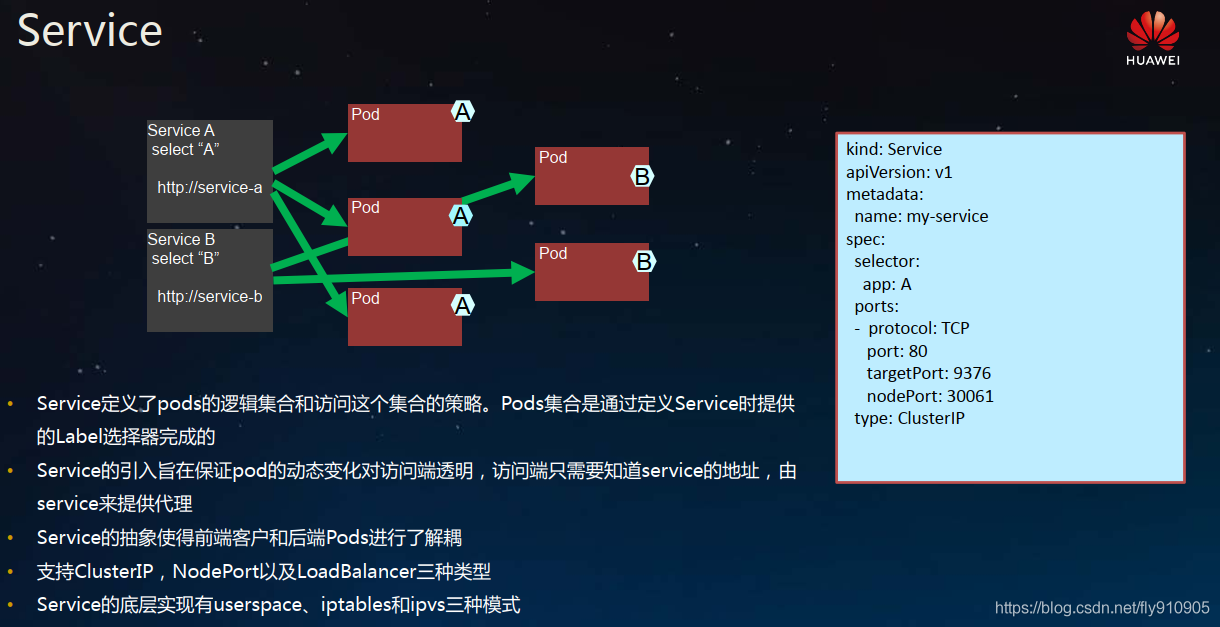 Service
HUAWEI
Service A
select “A”
http://service-a
Service B
select “B”
http://service-b
Pod
A
Pod
A
Pod
A
Pod
B
Pod
B
kind: Service
apiVersion: v1
metadata:
name: my-service
spec:
selector:
app: A
ports:
- protocol: TCP
port: 80
targetPort: 9376
nodePort: 30061
type: ClusterIP
• Service定义了pods的逻辑集合和访问这个集合的策略。Pods集合是通过定义Service时提供
的Label选择器完成的
• Service的引入旨在保证pod的动态变化对访问端透明，访问端只需要知道service的地址，由
service来提供代理
• Service的抽象使得前端客户和后端Pods进行了解耦
• 支持ClusterIP，NodePort以及LoadBalancer三种类型
• Service的底层实现有userspace、iptables和ipvs三种模式
https://blog.csdn.net/fly910905